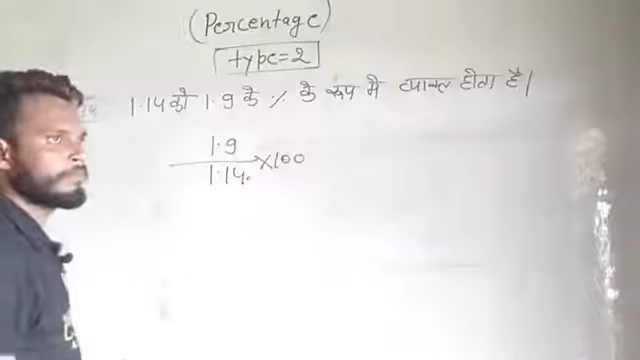 (Percentage)
type=2
1.14 को 1.9 के % के रूप में व्यक्त होता है|
1.9
1.14. ×100